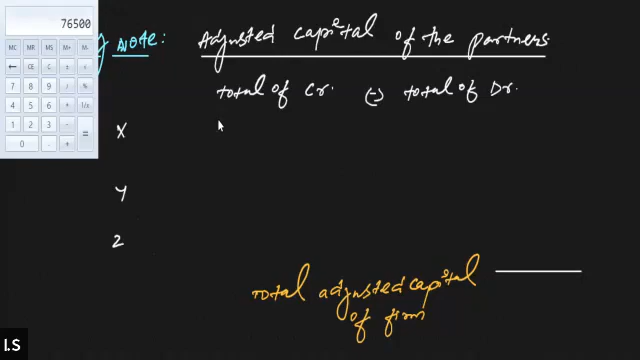 76500
MC MR MS M+ M-
← CE C ± √
7 8 9 / %
4 5 6 * 1/x
1 2 3 - =
0 . +
Note: Adjusted capital of the partners
total of Cr. (-) total of Dr.
X
Y
Z
total adjusted capital
of firm
I.S